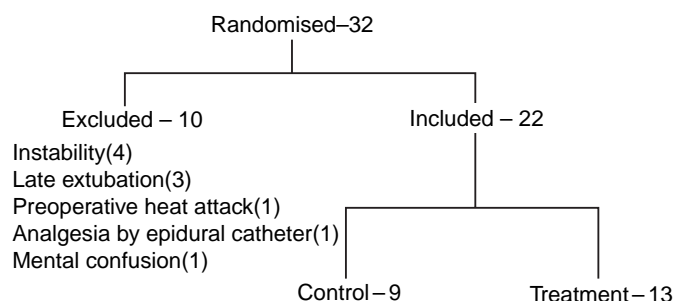 Randomised–32
Excluded – 10
Included – 22
Instability(4)
Late extubation(3)
Preoperative heat attack(1)
Analgesia by epidural catheter(1)
Mental confusion(1)
Control – 9
Treatment – 13